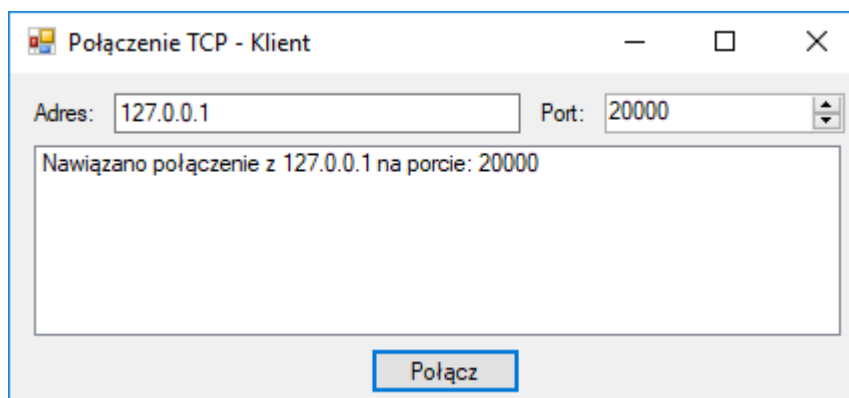 Połączenie TCP - Klient
Adres: 127.0.0.1 Port: 20000
Nawiązano połączenie z 127.0.0.1 na porcie: 20000
Połącz